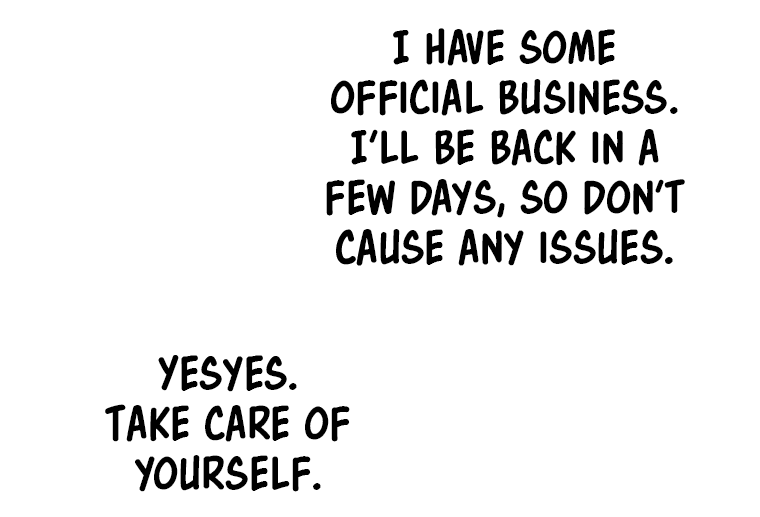 I HAVE SOME
OFFICIAL BUSINESS.
I'LL BE BACK IN A
FEW DAYS, SO DON'T
CAUSE ANY ISSUES.
YESYES.
TAKE CARE OF
YOURSELF.